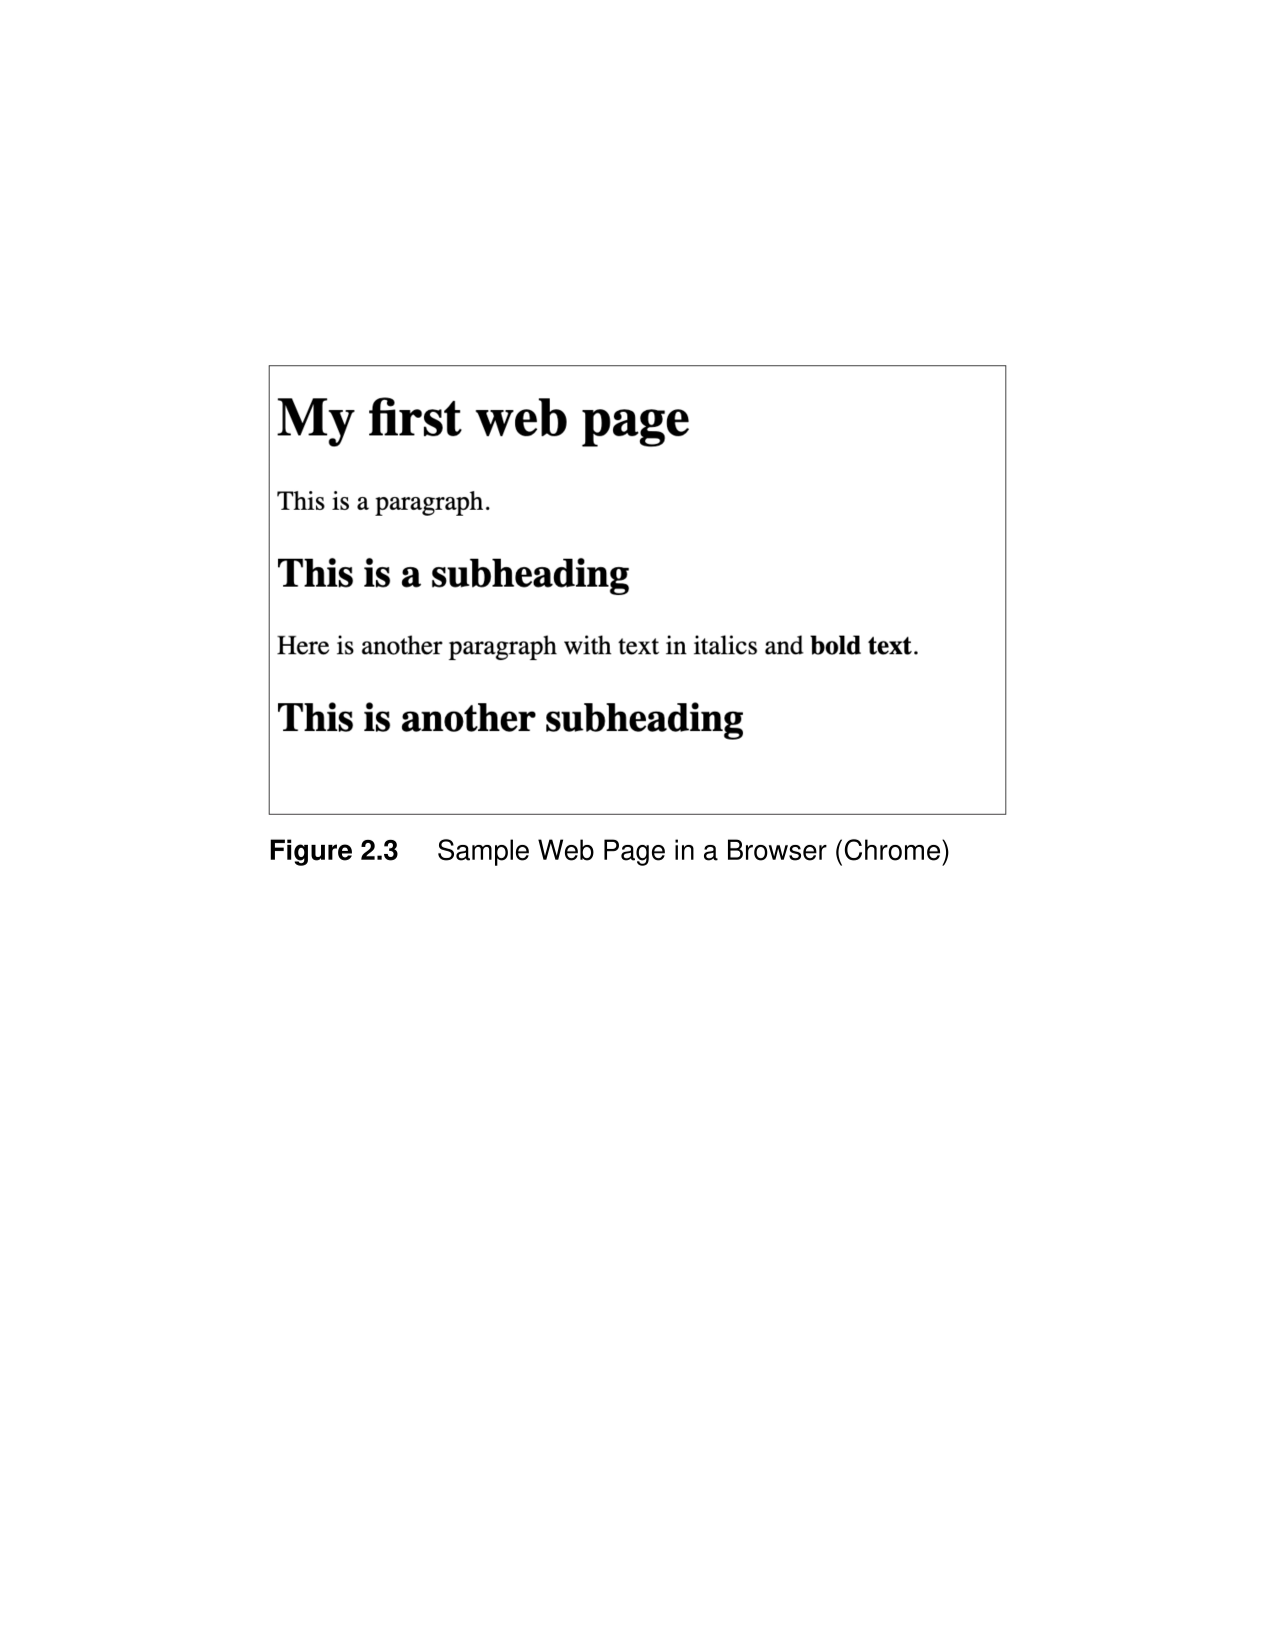 My first web page
This is a paragraph.
This is a subheading
Here is another paragraph with text in italics and bold text.
This is another subheading
Figure 2.3 Sample Web Page in a Browser (Chrome)